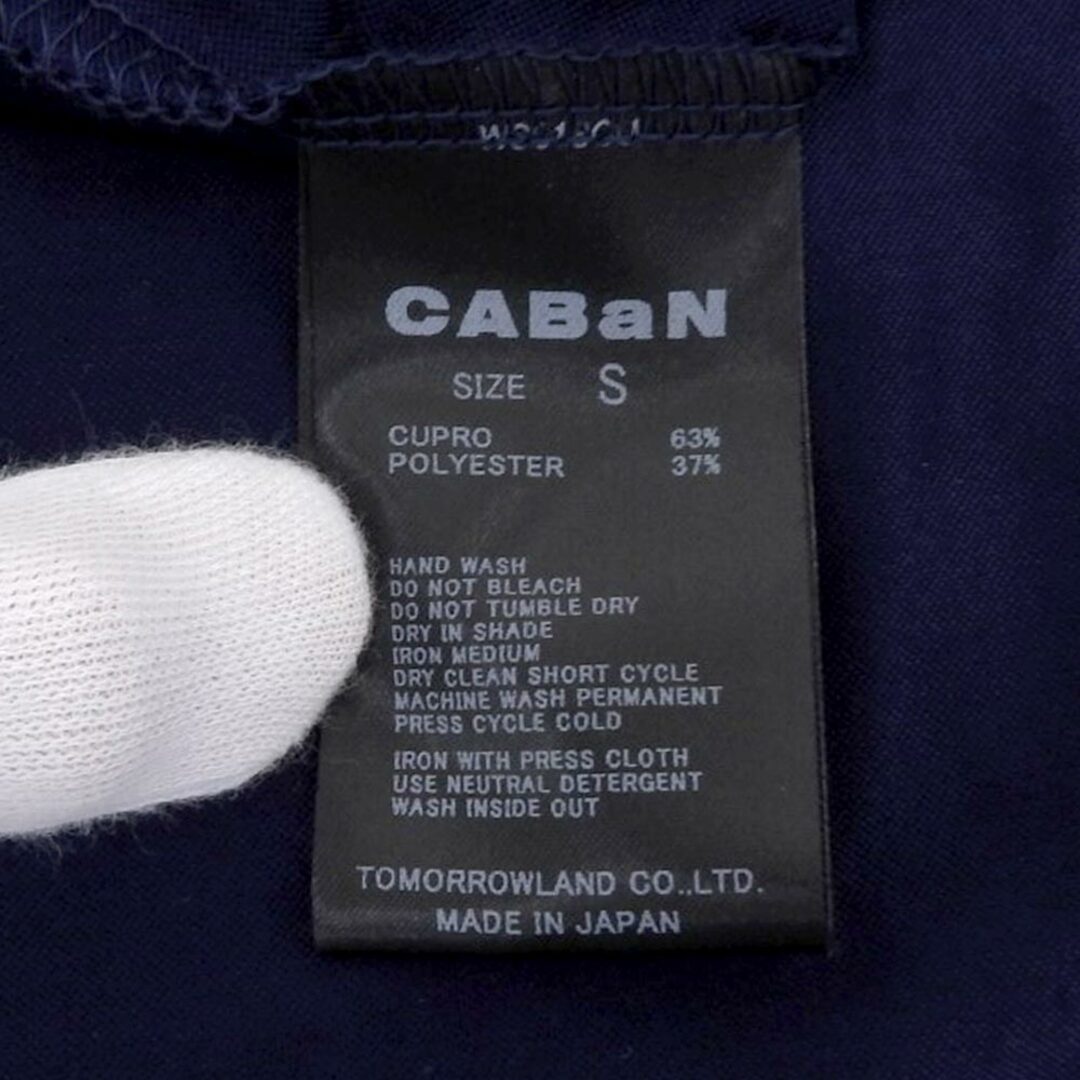 CABaN
SIZE S
CUPRO 63%
POLYESTER 37%
HAND WASH
DO NOT BLEACH
DO NOT TUMBLE DRY
DRY IN SHADE
IRON MEDIUM
DRY CLEAN SHORT CYCLE
MACHINE WASH PERMANENT
PRESS CYCLE COLD
IRON WITH PRESS CLOTH
USE NEUTRAL DETERGENT
WASH INSIDE OUT
TOMORROWLAND CO.,LTD.
MADE IN JAPAN